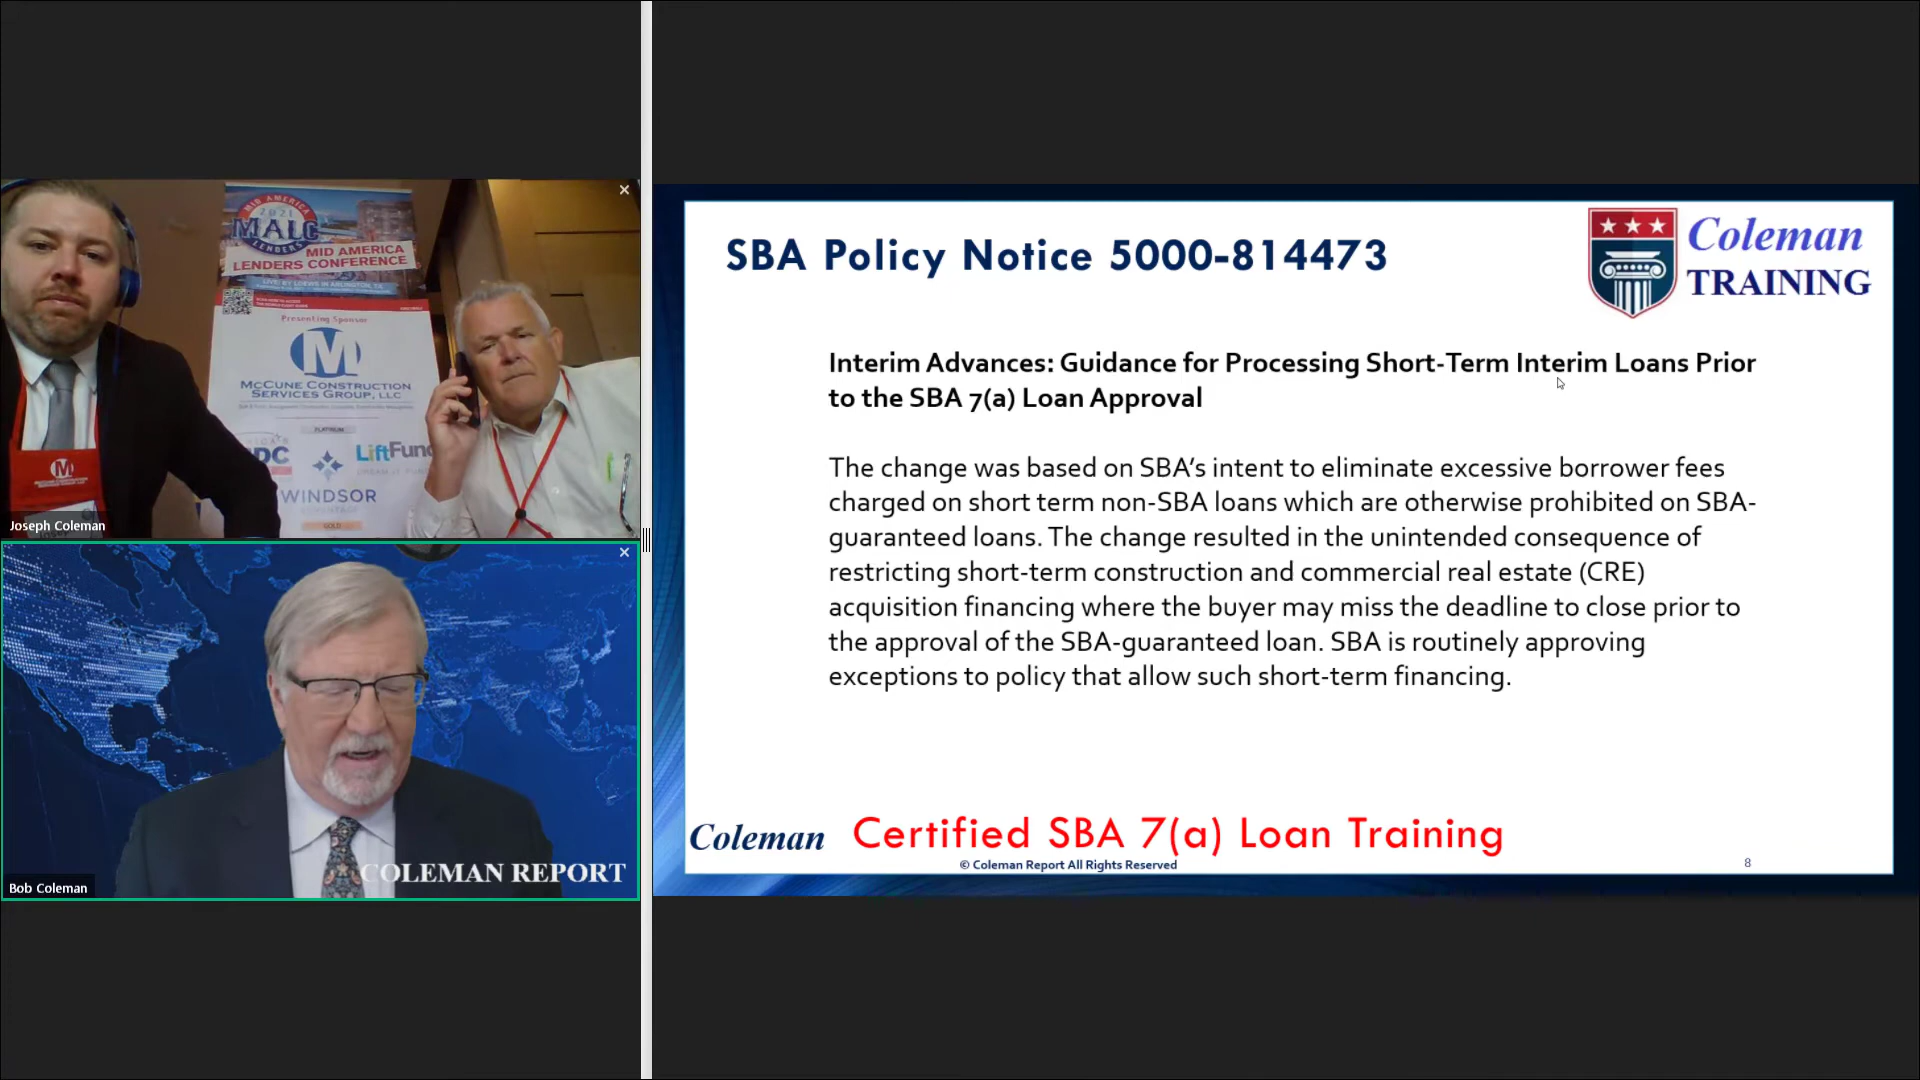 MID AMERICA
2021
MALC
LENDERS
MID AMERICA
LENDERS CONFERENCE
Presenting Sponsor
M
MCCUNE CONSTRUCTION
SERVICES GROUP, LLC
PLATINUM
LiftFund
WINDSOR
GOLD
M
Joseph Coleman
COLEMAN REPORT
Bob Coleman
SBA Policy Notice 5000-814473
Coleman
TRAINING
Interim Advances: Guidance for Processing Short-Term Interim Loans Prior
to the SBA 7(a) Loan Approval
The change was based on SBA’s intent to eliminate excessive borrower fees
charged on short term non-SBA loans which are otherwise prohibited on SBA-
guaranteed loans. The change resulted in the unintended consequence of
restricting short-term construction and commercial real estate (CRE)
acquisition financing where the buyer may miss the deadline to close prior to
the approval of the SBA-guaranteed loan. SBA is routinely approving
exceptions to policy that allow such short-term financing.
Coleman
Certified SBA 7(a) Loan Training
© Coleman Report All Rights Reserved
8